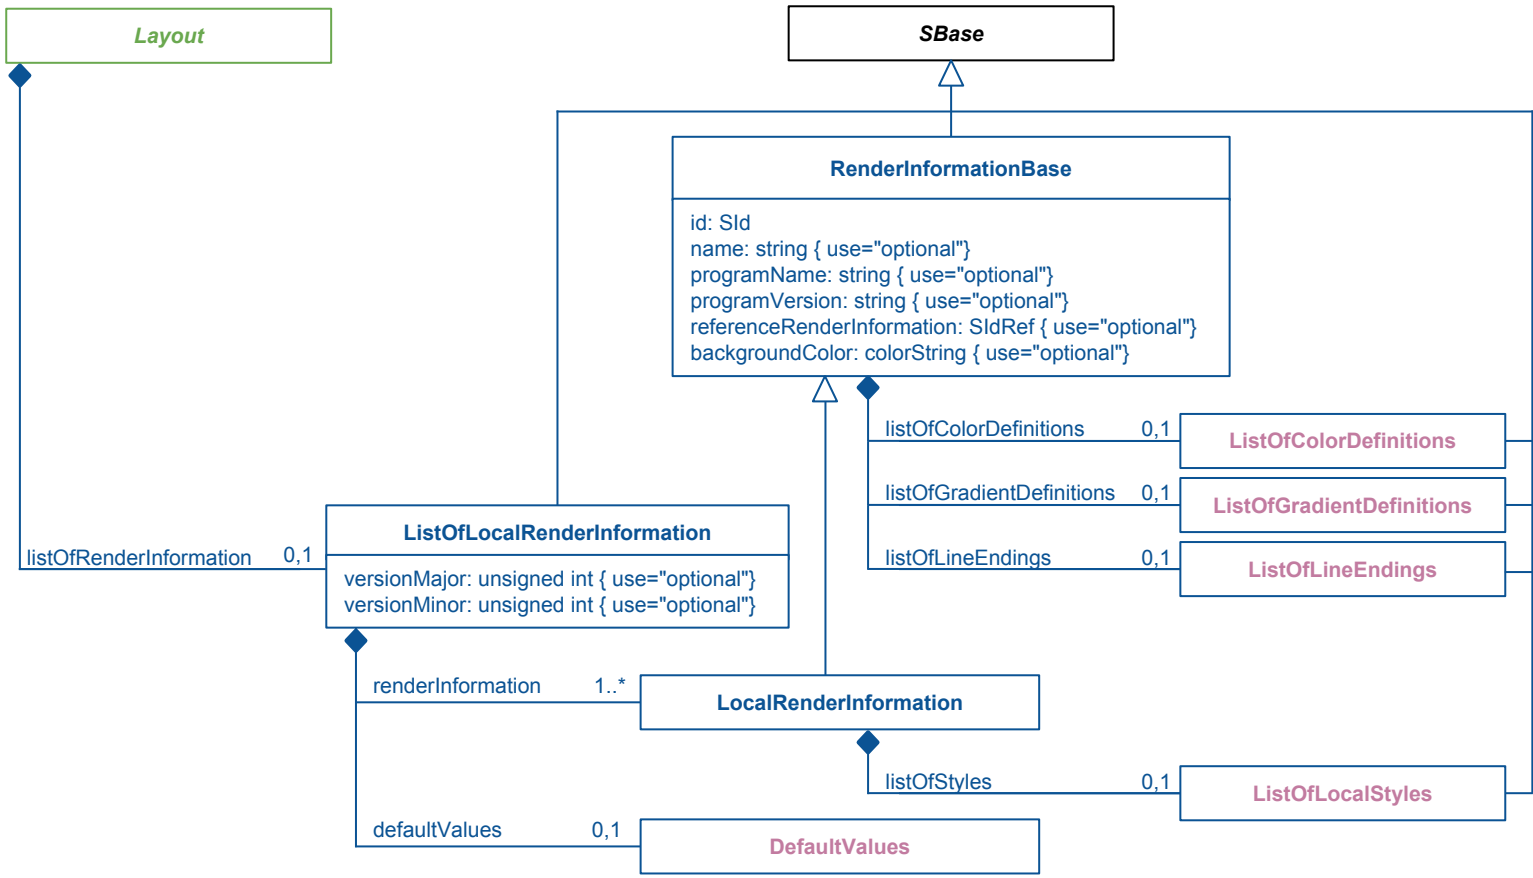 Layout
SBase
RenderInformationBase
id: SId
name: string { use="optional"}
programName: string { use="optional"}
programVersion: string { use="optional"}
referenceRenderInformation: SIdRef { use="optional"}
backgroundColor: colorString { use="optional"}
listOfColorDefinitions 0,1
ListOfColorDefinitions
listOfGradientDefinitions 0,1
ListOfGradientDefinitions
listOfLineEndings 0,1
ListOfLineEndings
listOfRenderInformation 0,1
ListOfLocalRenderInformation
versionMajor: unsigned int { use="optional"}
versionMinor: unsigned int { use="optional"}
renderInformation 1..*
LocalRenderInformation
listOfStyles 0,1
ListOfLocalStyles
defaultValues 0,1
DefaultValues